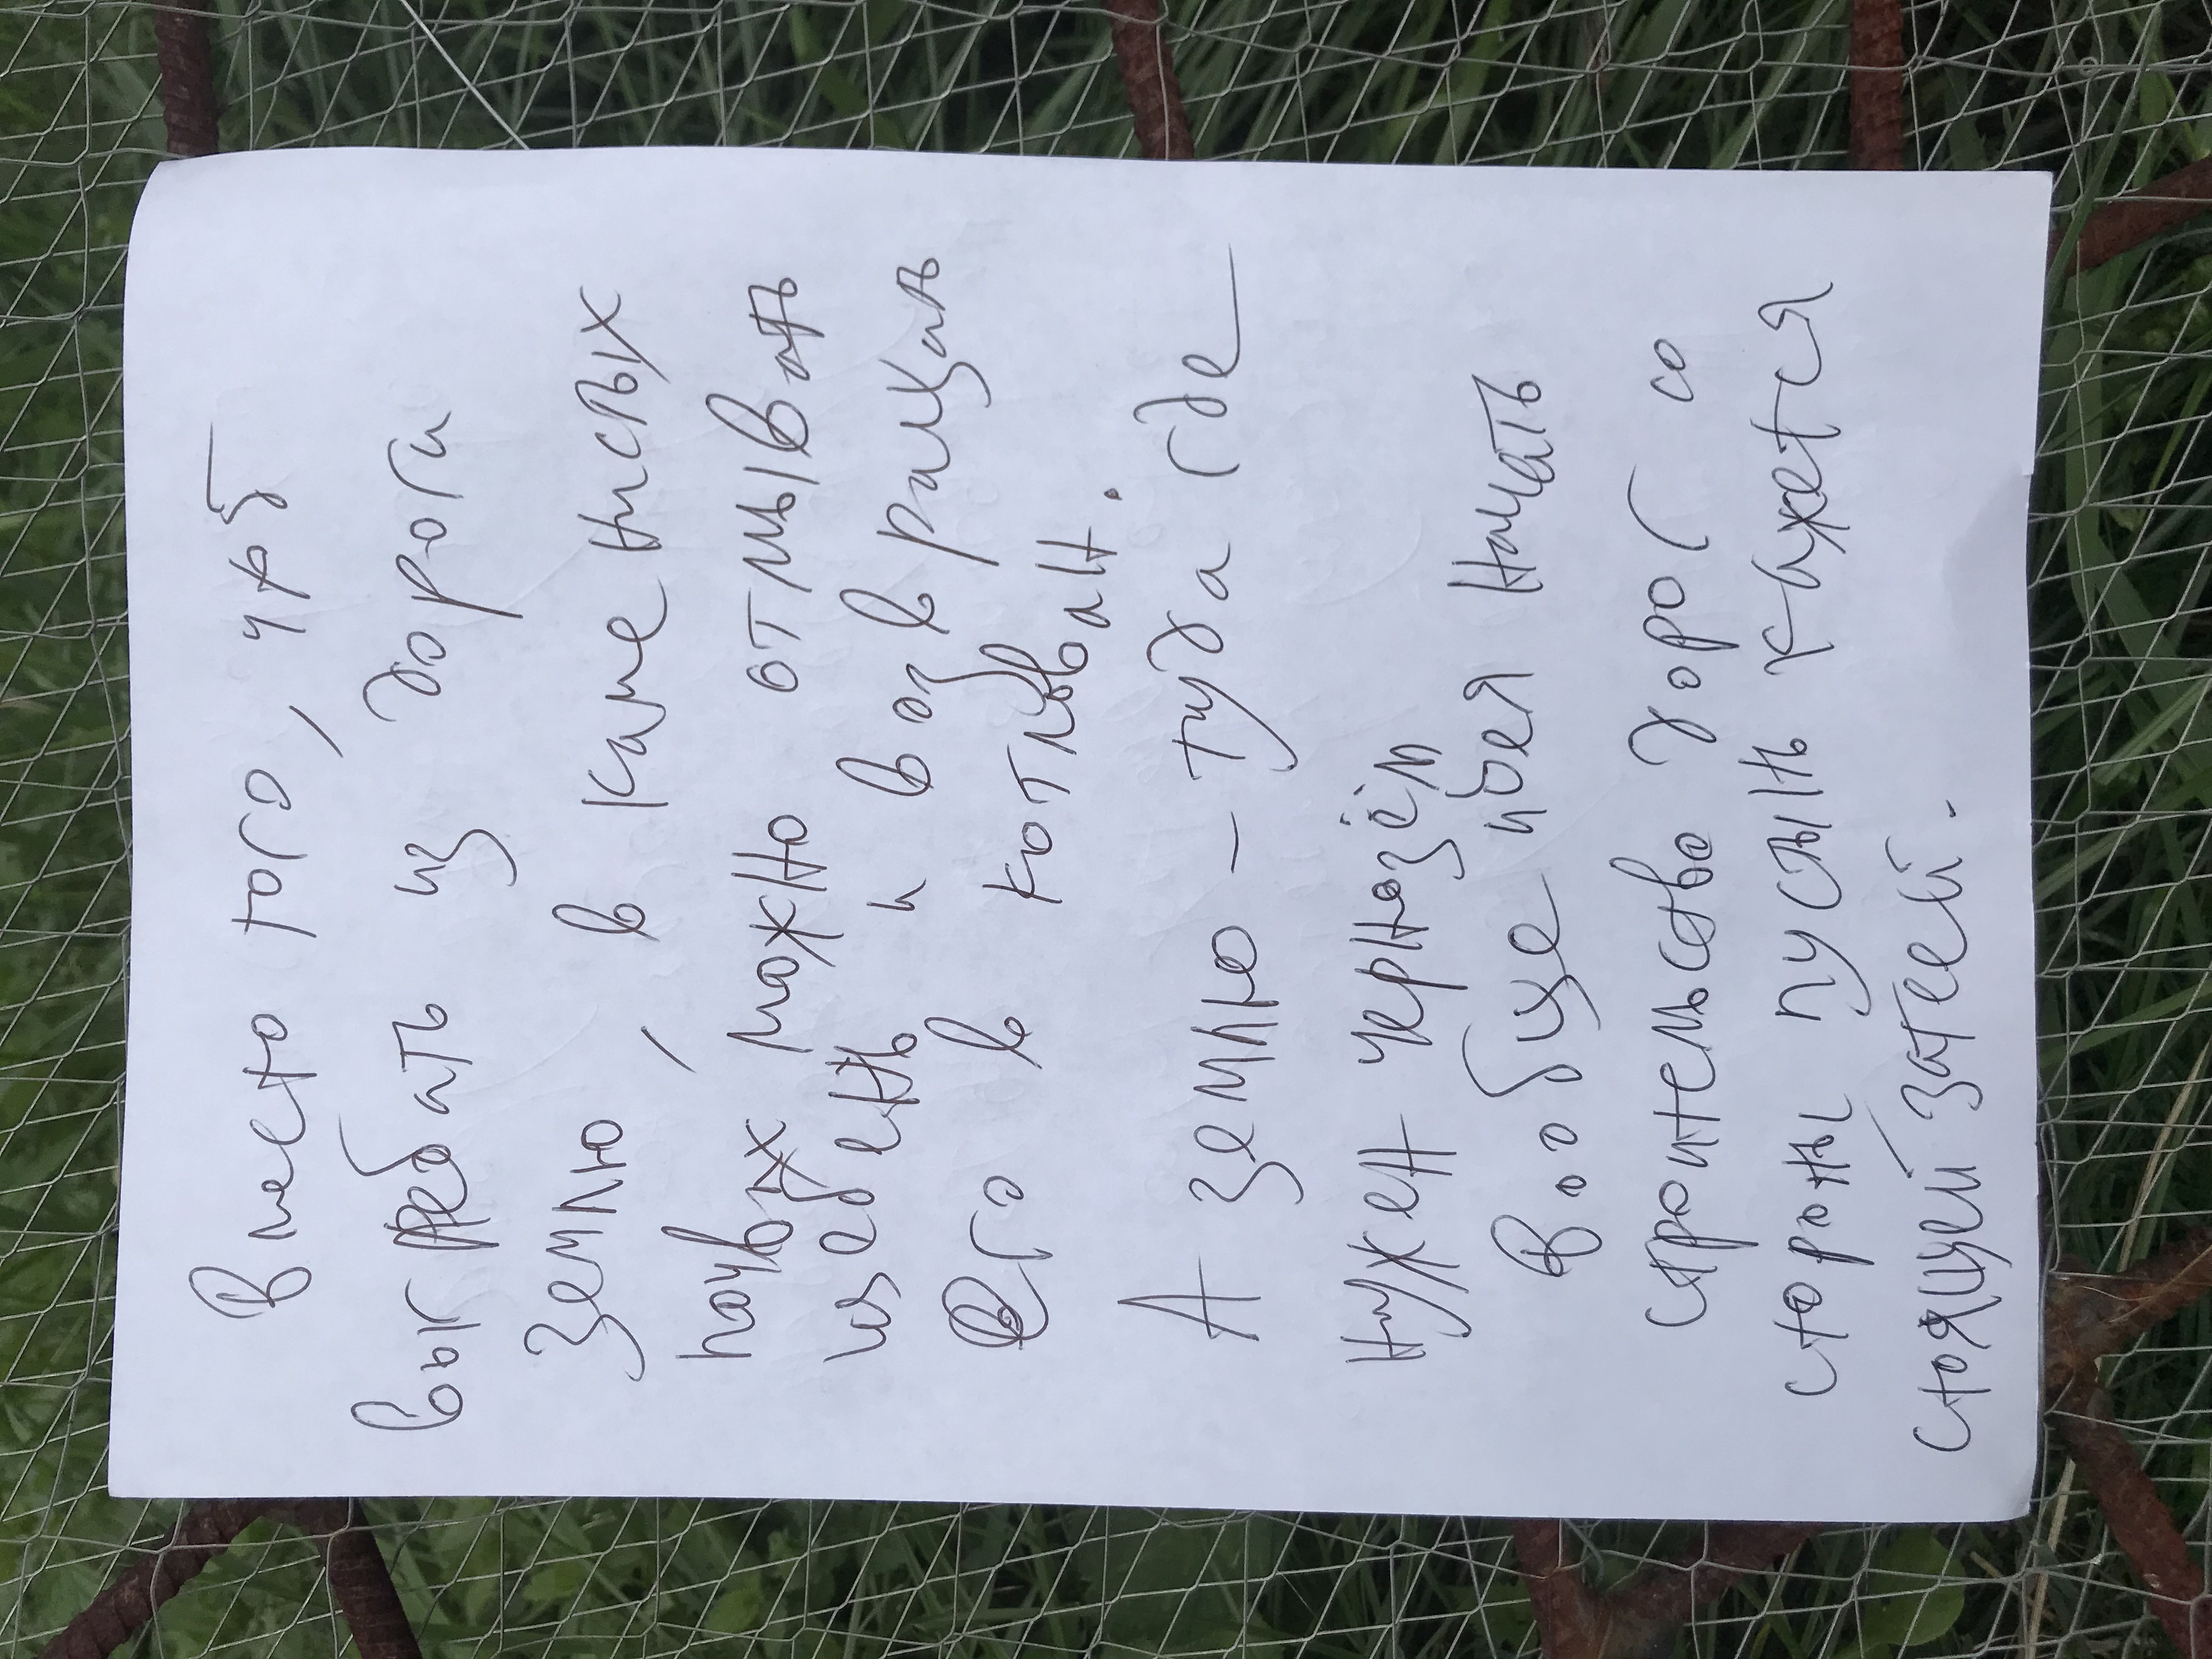 Вместо того, чтоб
выгребать из дороги
землю, в каменистых
почвах можно отмывать
щебень и возвращать
его в котлован.
А землю - туда где
нужен чернозём
Вообще идея начать
строительство дорог со
стороны пустынь кажется
стоящей затеей.